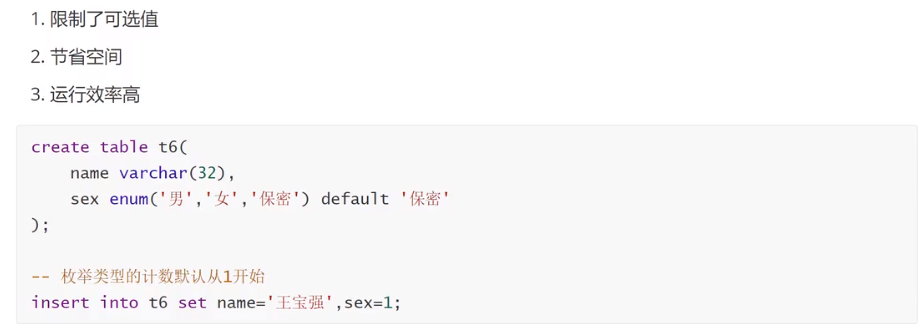 1. 限制了可选值
2. 节省空间
3. 运行效率高
create table t6(
    name varchar(32),
    sex enum('男','女','保密') default '保密'
);
-- 枚举类型的计数默认从1开始
insert into t6 set name='王宝强',sex=1;